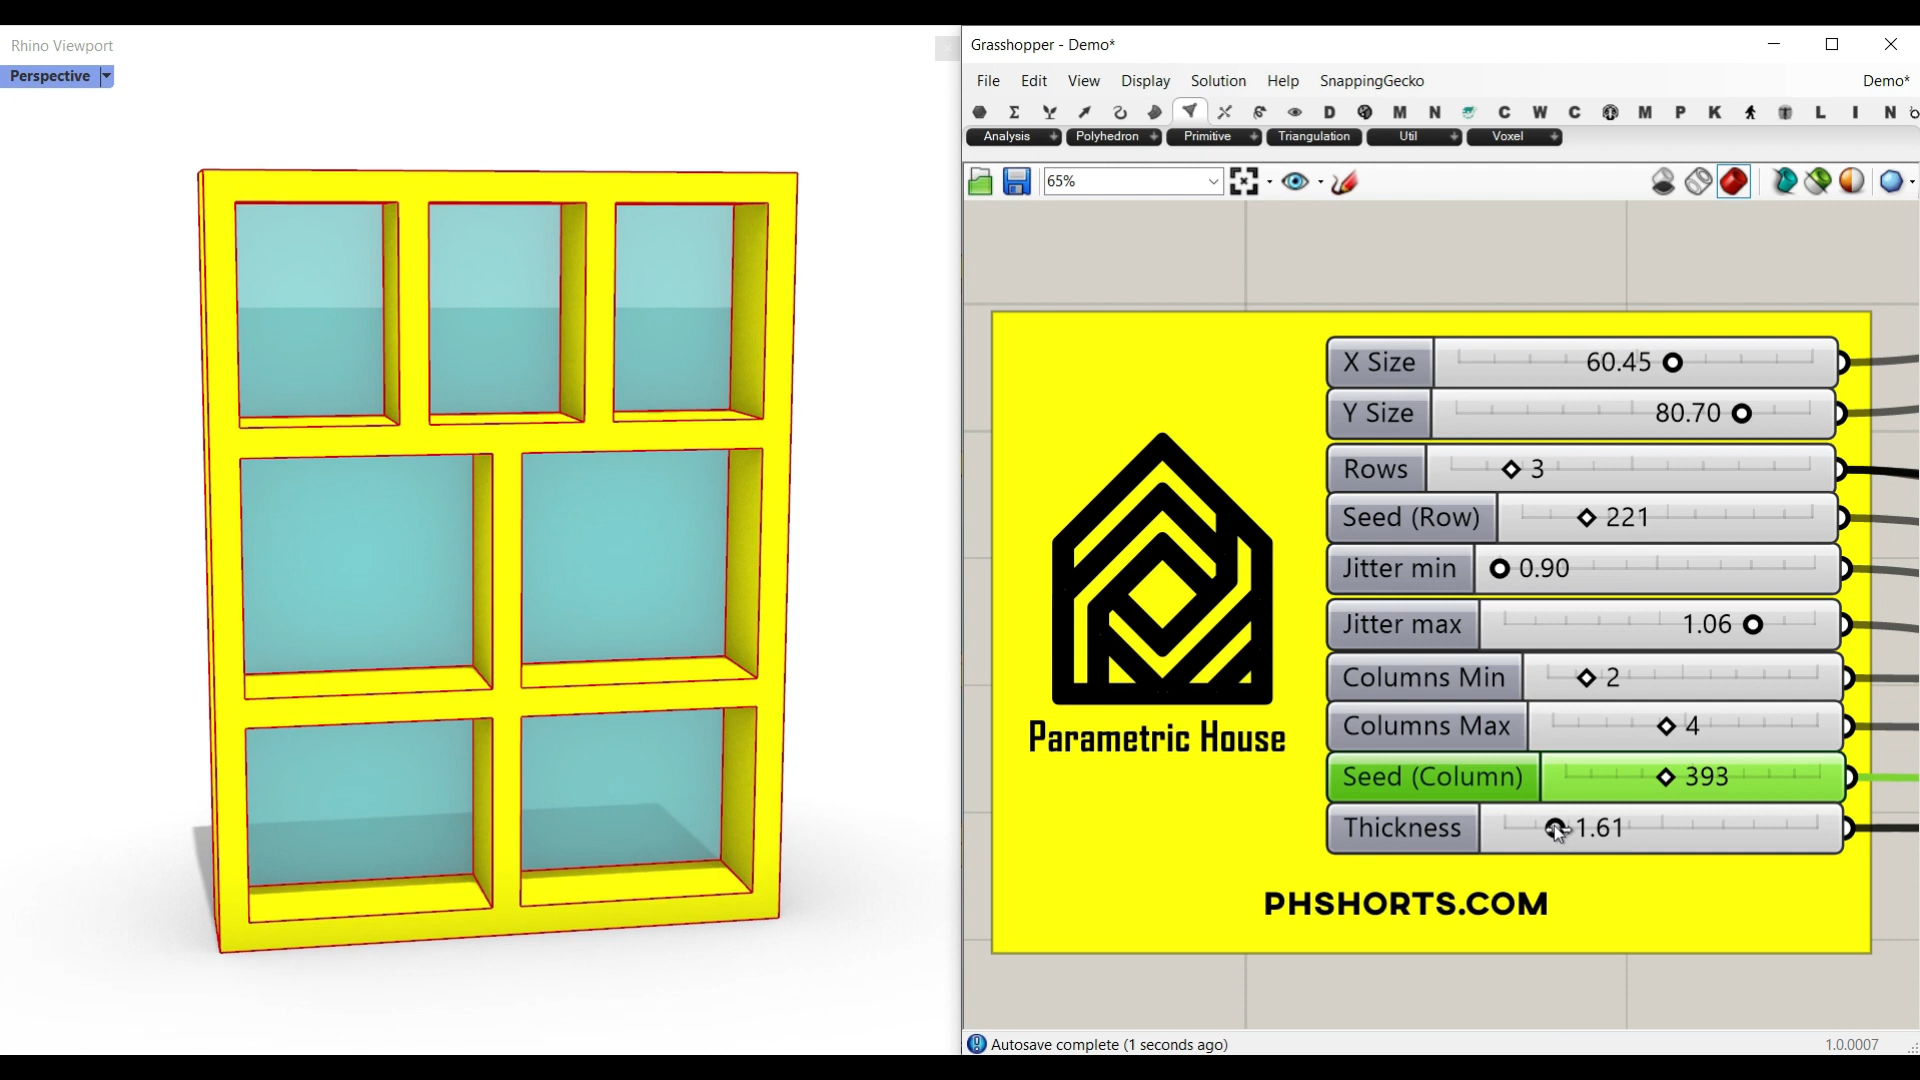 Rhino Viewport
Perspective
Grasshopper - Demo*
File Edit View Display Solution Help SnappingGecko Demo*
Σ D M N C W C M P K L I N
Analysis Polyhedron Primitive Triangulation Util Voxel
65%
X Size 60.45
Y Size 80.70
Rows 3
Seed (Row) 221
Jitter min 0.90
Jitter max 1.06
Columns Min 2
Columns Max 4
Seed (Column) 393
Thickness 1.61
Parametric House
PHSHORTS.COM
Autosave complete (1 seconds ago) 1.0.0007